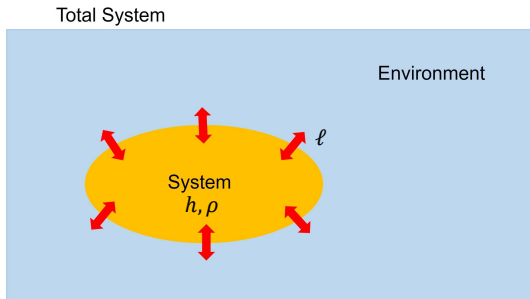 Total System
Environment
ℓ
System
h, ρ